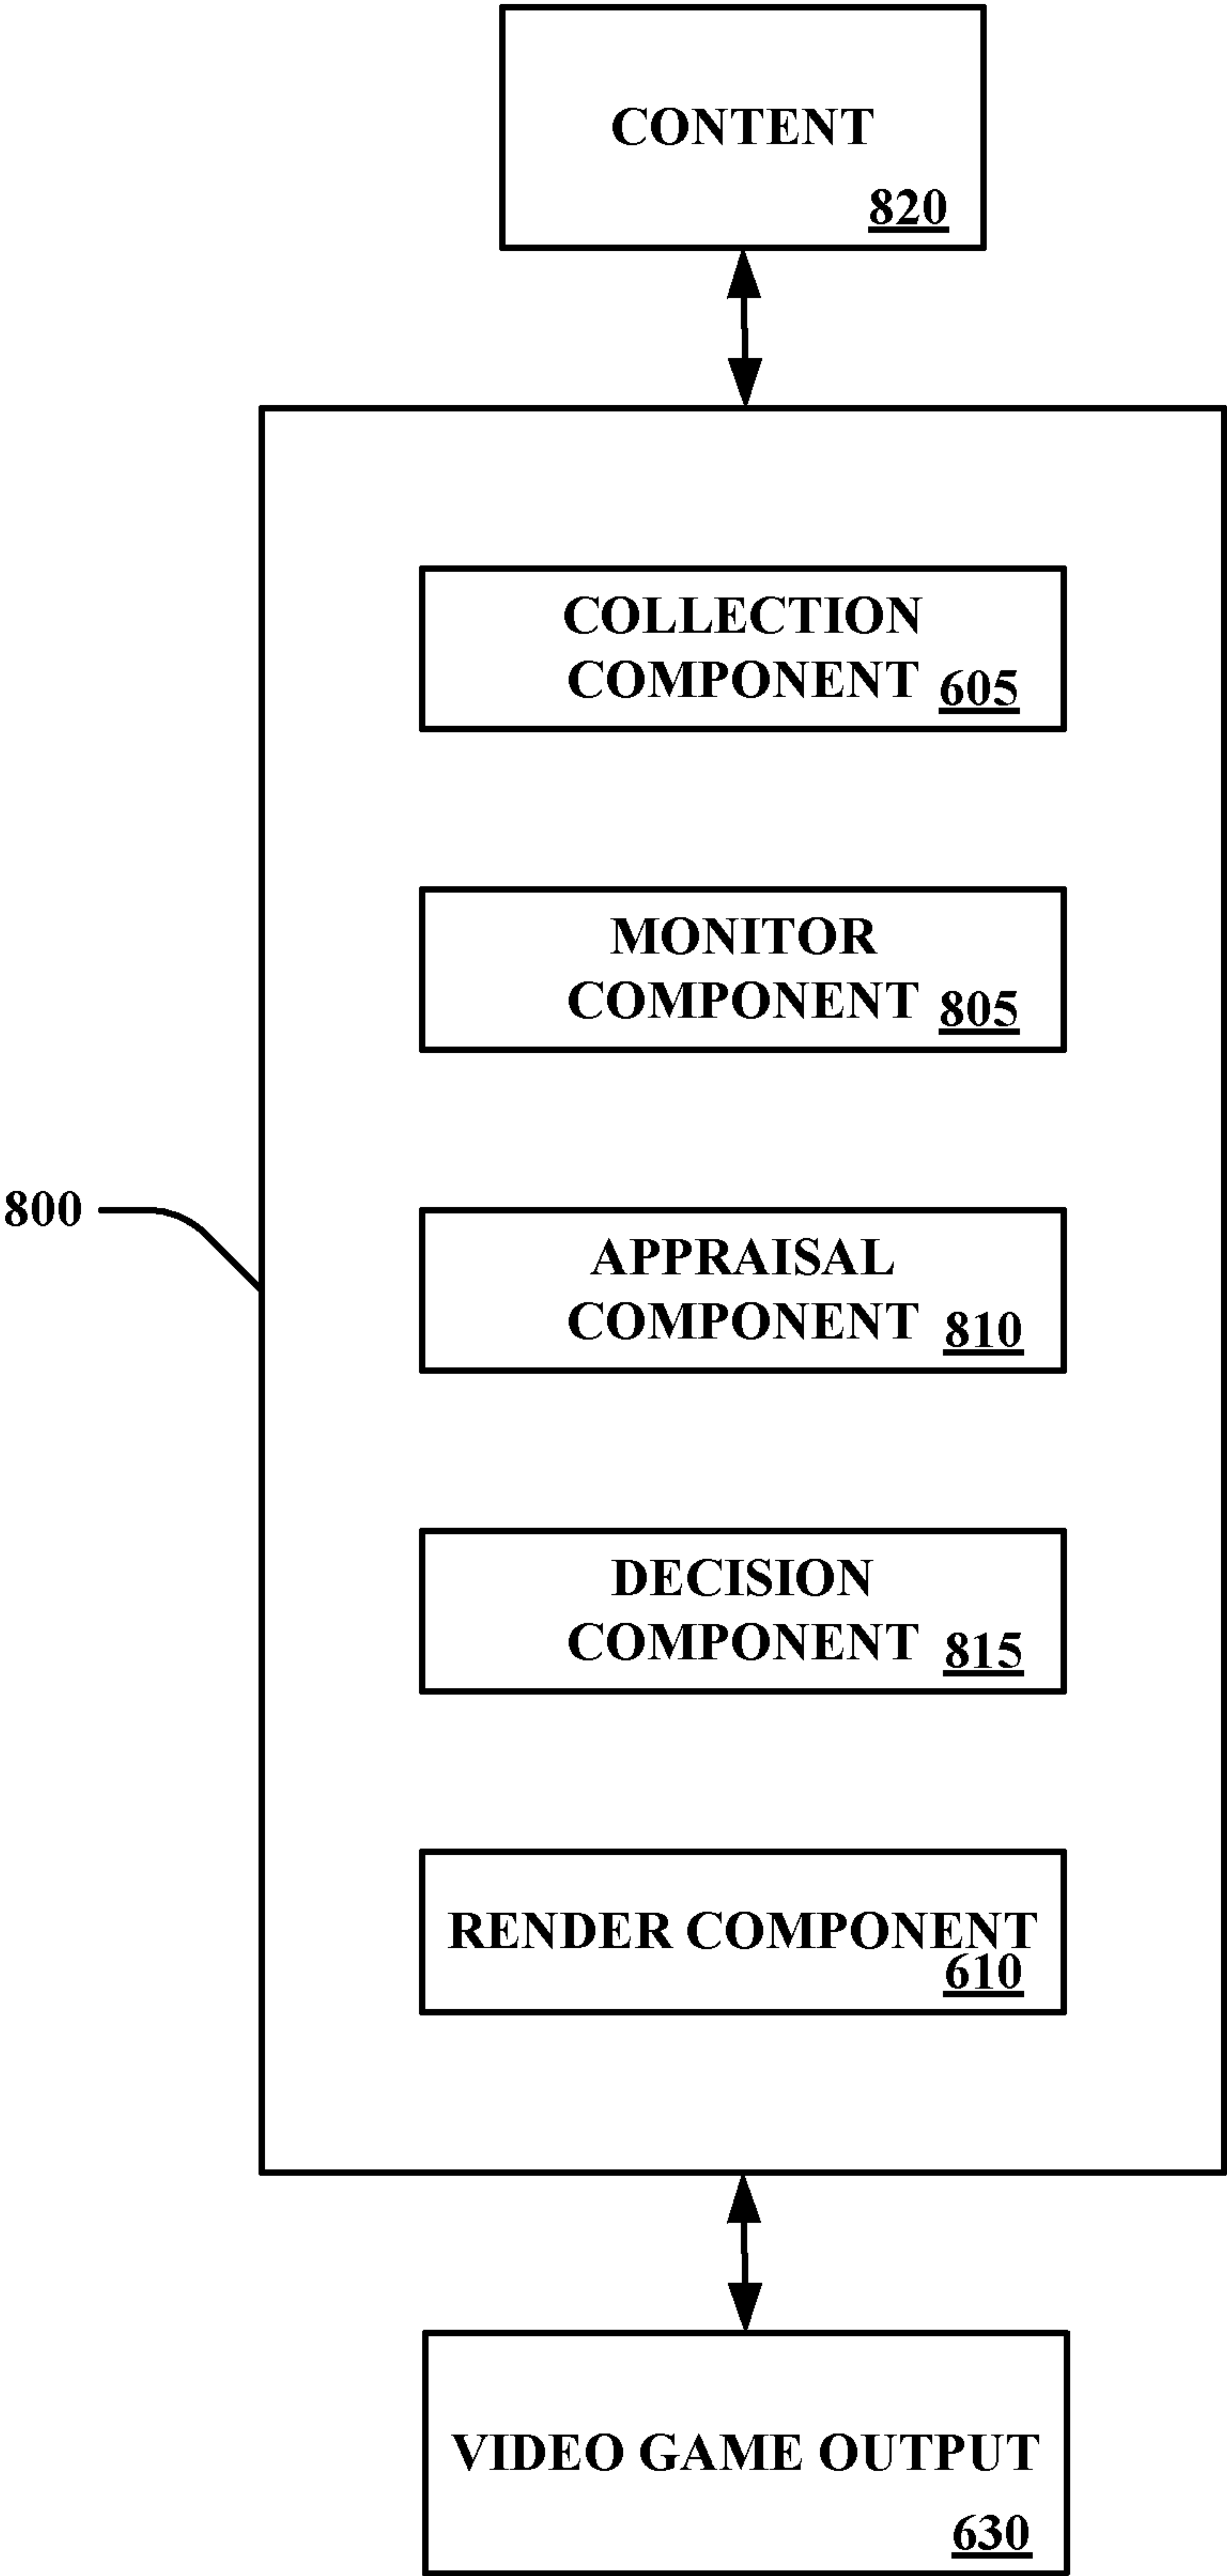 CONTENT
820
COLLECTION
COMPONENT 605
MONITOR
COMPONENT 805
800
APPRAISAL
COMPONENT 810
DECISION
COMPONENT 815
RENDER COMPONENT
610
VIDEO GAME OUTPUT
630